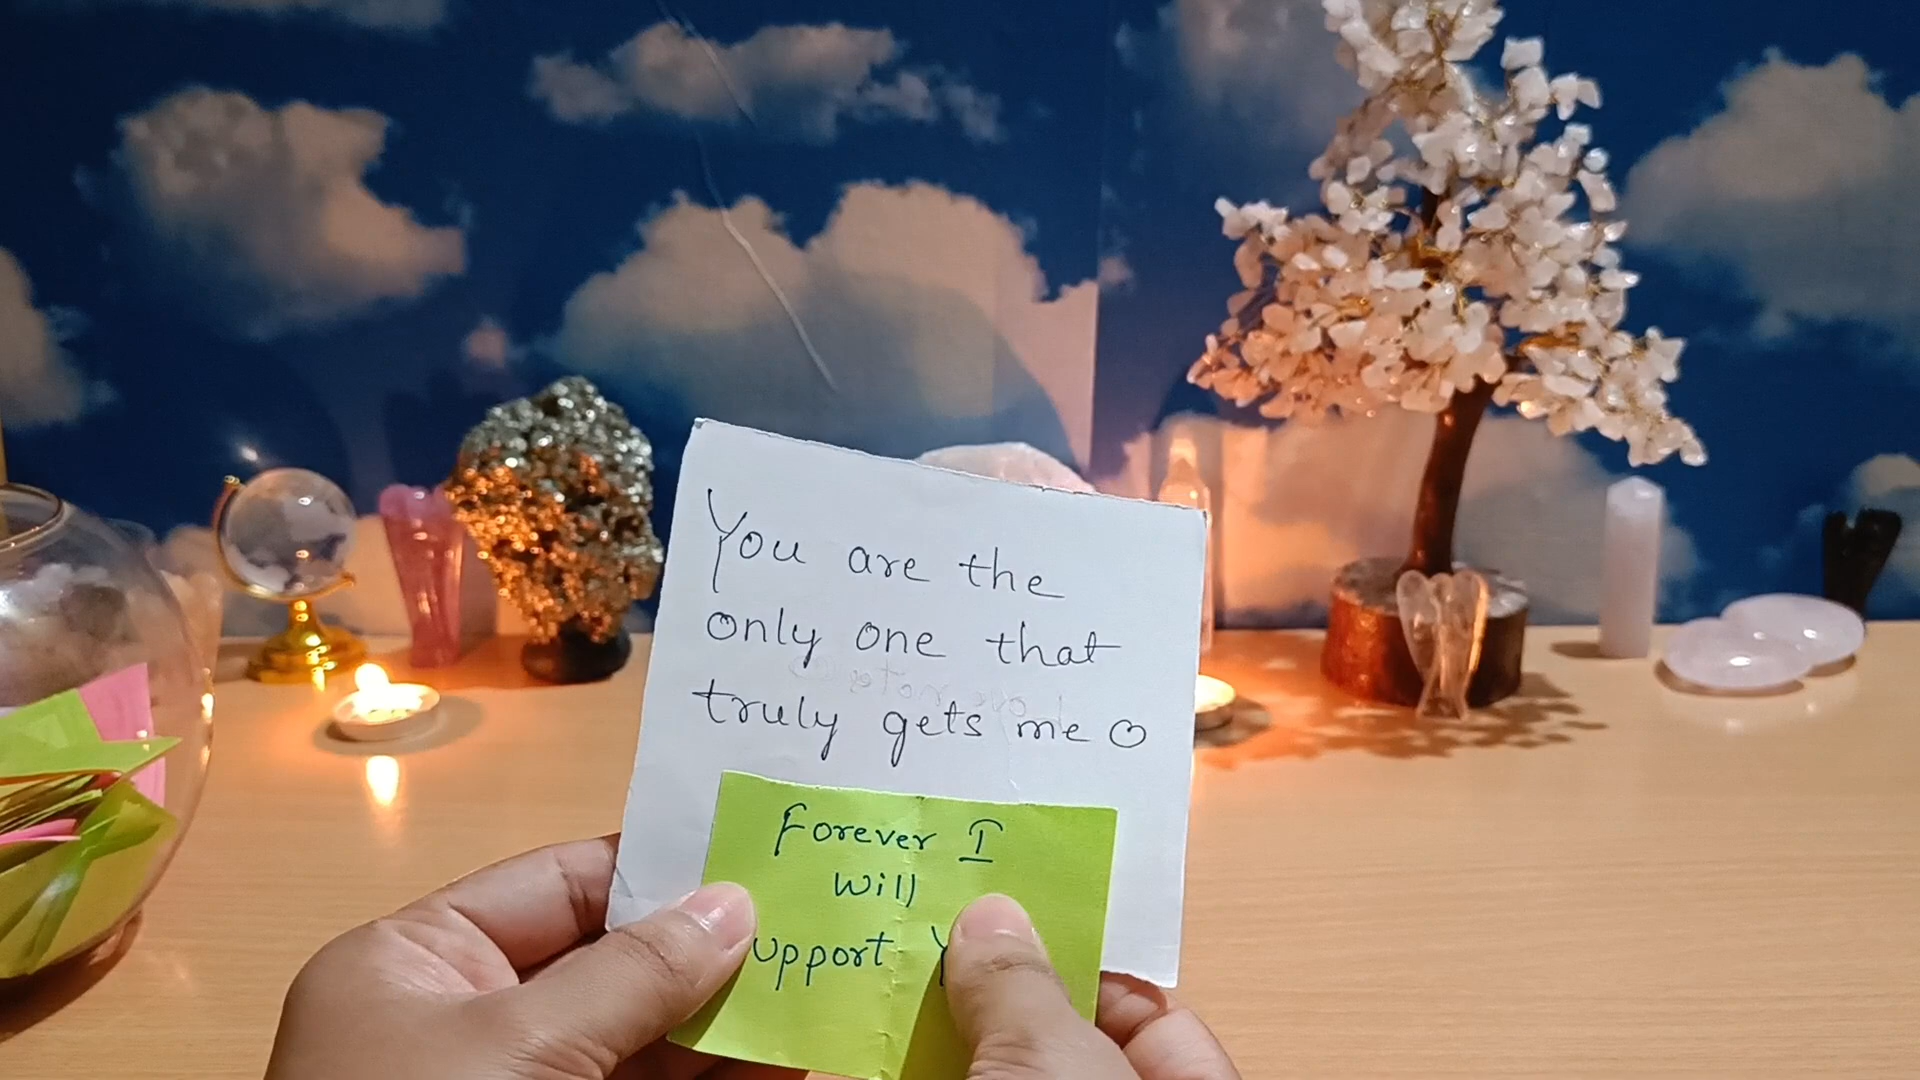 You are the
only one that
truly gets me
Forever I
will
upport